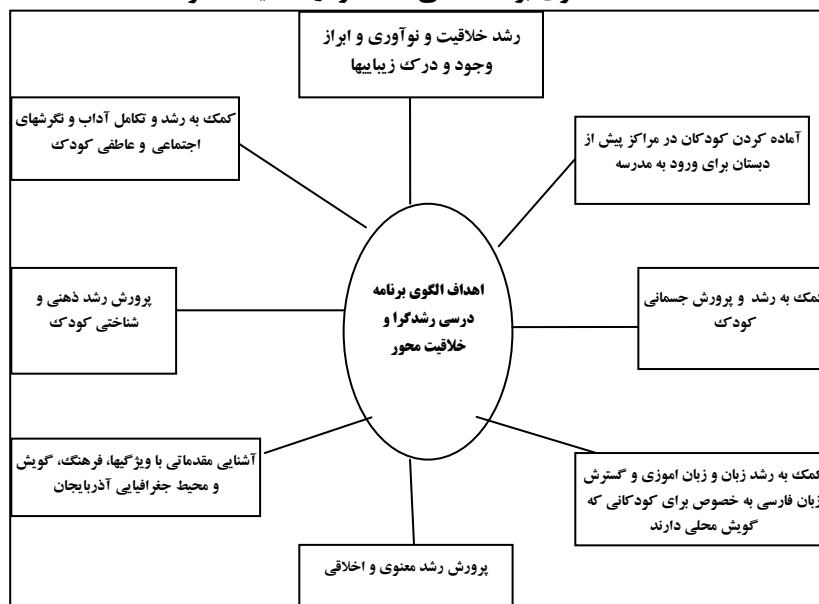 رشد خلاقیت و نوآوری و ابراز
وجود و درک زیباییها
کمک به رشد و تکامل آداب و نگرشهای
اجتماعی و عاطفی کودک
آماده کردن کودکان در مراکز پیش از
دبستان برای ورود به مدرسه
اهداف الگوی برنامه
درسی رشدگرا و
خلاقیت محور
پرورش رشد ذهنی و
شناختی کودک
کمک به رشد و پرورش جسمانی
کودک
آشنایی مقدماتی با ویژگیها، فرهنگ، گویش
و محیط جغرافیایی آذربایجان
کمک به رشد زبان و زبان اموزی و گسترش
زبان فارسی به خصوص برای کودکانی که
گویش محلی دارند
پرورش رشد معنوی و اخلاقی